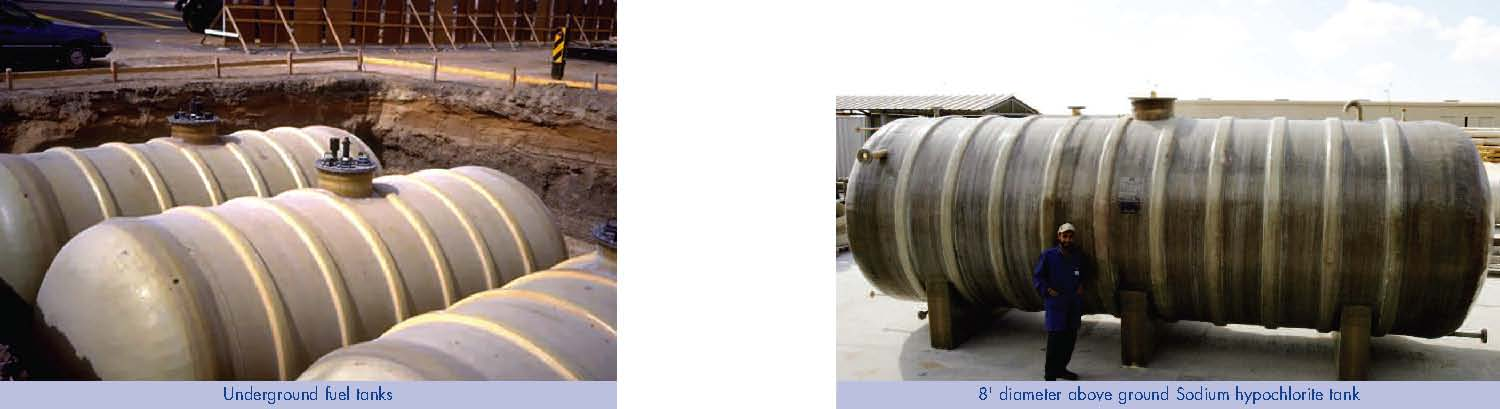 Underground fuel tanks
8' diameter above ground Sodium hypochlorite tank